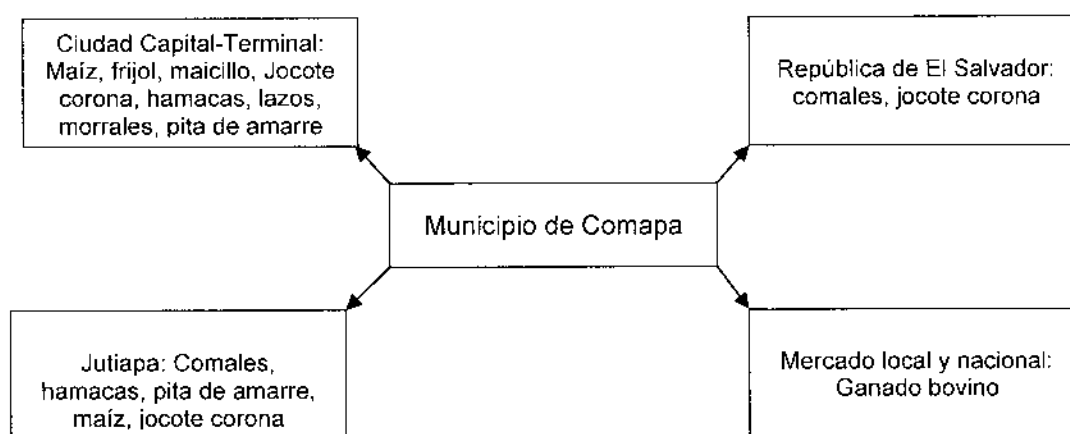 Ciudad Capital-Terminal:
Maíz, frijol, maicillo, Jocote
corona, hamacas, lazos,
morrales, pita de amarre
República de El Salvador:
comales, jocote corona
Municipio de Comapa
Jutiapa: Comales,
hamacas, pita de amarre,
maíz, jocote corona
Mercado local y nacional:
Ganado bovino